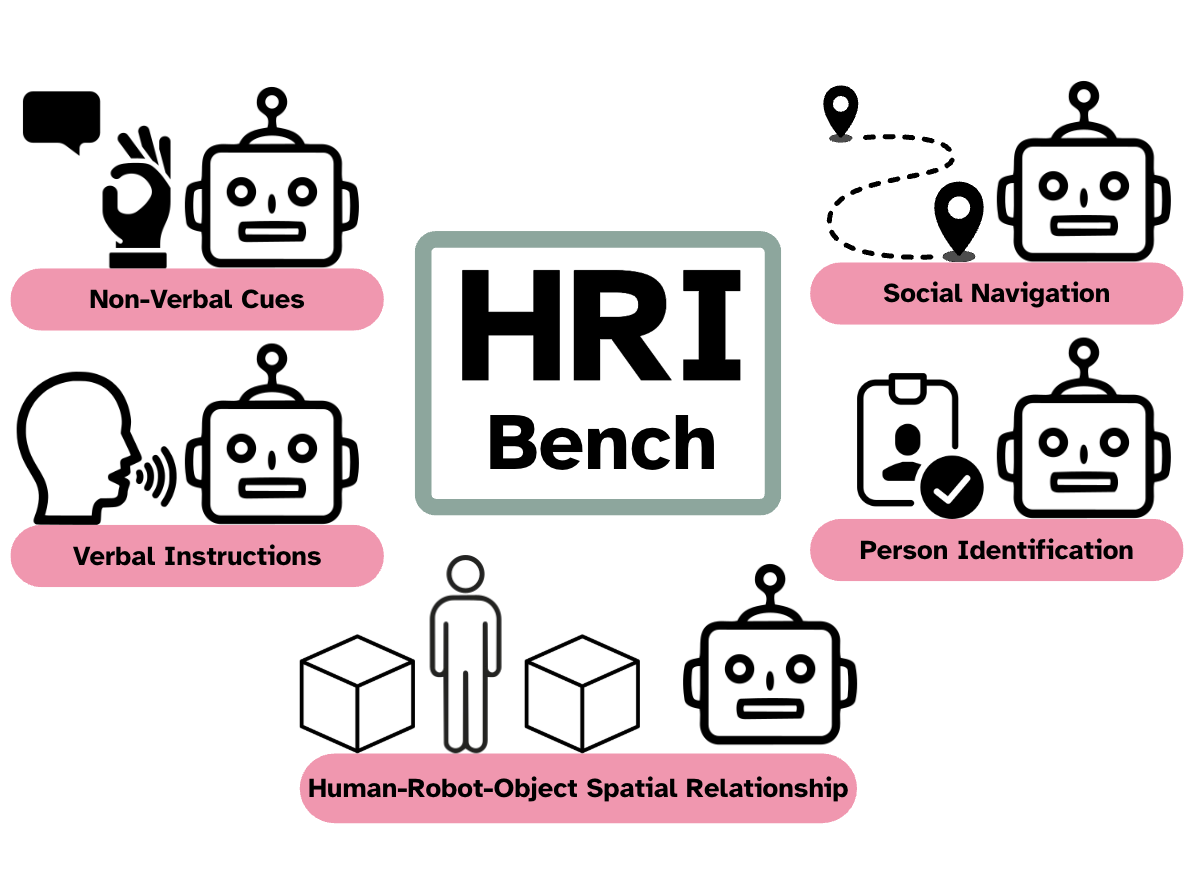 Non-Verbal Cues
Verbal Instructions
HRI
Bench
Social Navigation
Person Identification
Human-Robot-Object Spatial Relationship